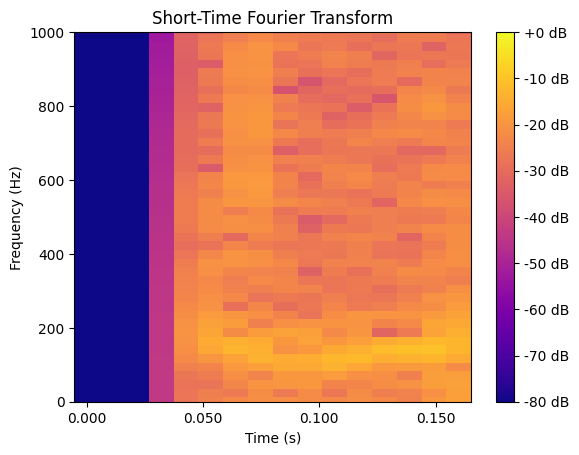 Short-Time Fourier Transform
1000
800
600
400
200
0
Frequency (Hz)
0.000
0.050
0.100
0.150
Time (s)
+0 dB
-10 dB
-20 dB
-30 dB
-40 dB
-50 dB
-60 dB
-70 dB
-80 dB